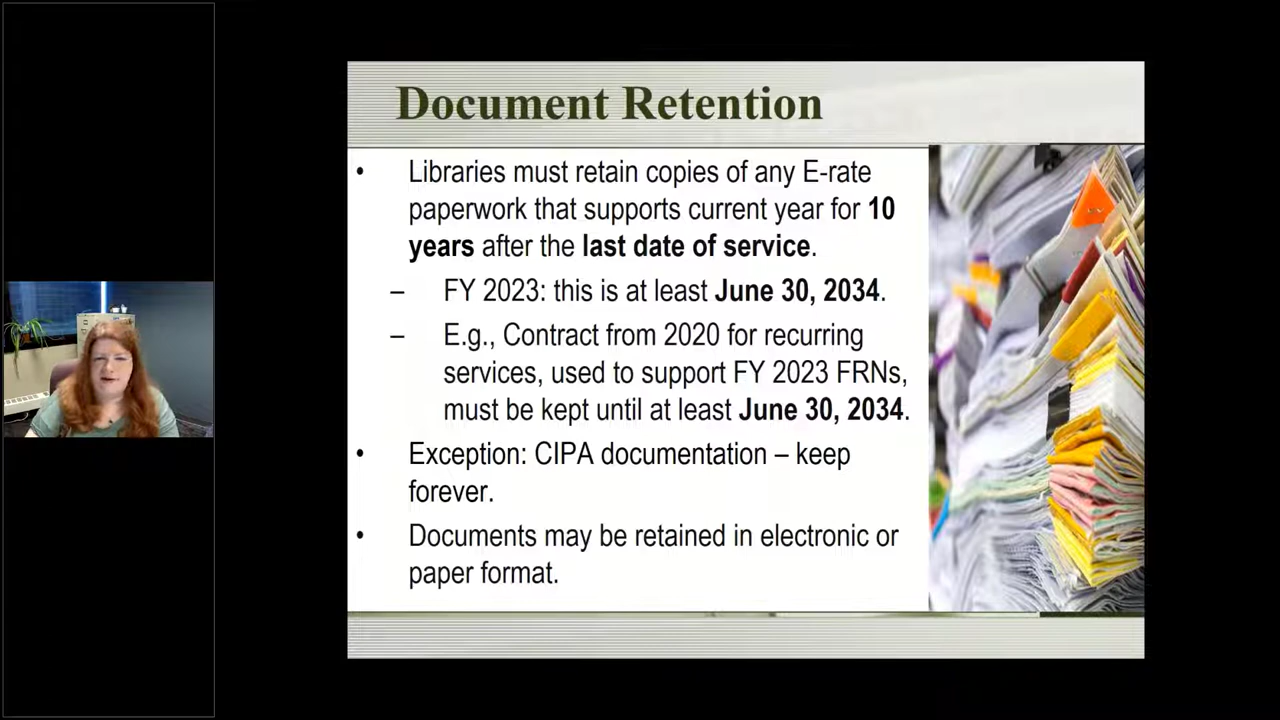 Document Retention
• Libraries must retain copies of any E-rate
paperwork that supports current year for 10
years after the last date of service.
– FY 2023: this is at least June 30, 2034.
– E.g., Contract from 2020 for recurring
services, used to support FY 2023 FRNs,
must be kept until at least June 30, 2034.
• Exception: CIPA documentation – keep
forever.
• Documents may be retained in electronic or
paper format.